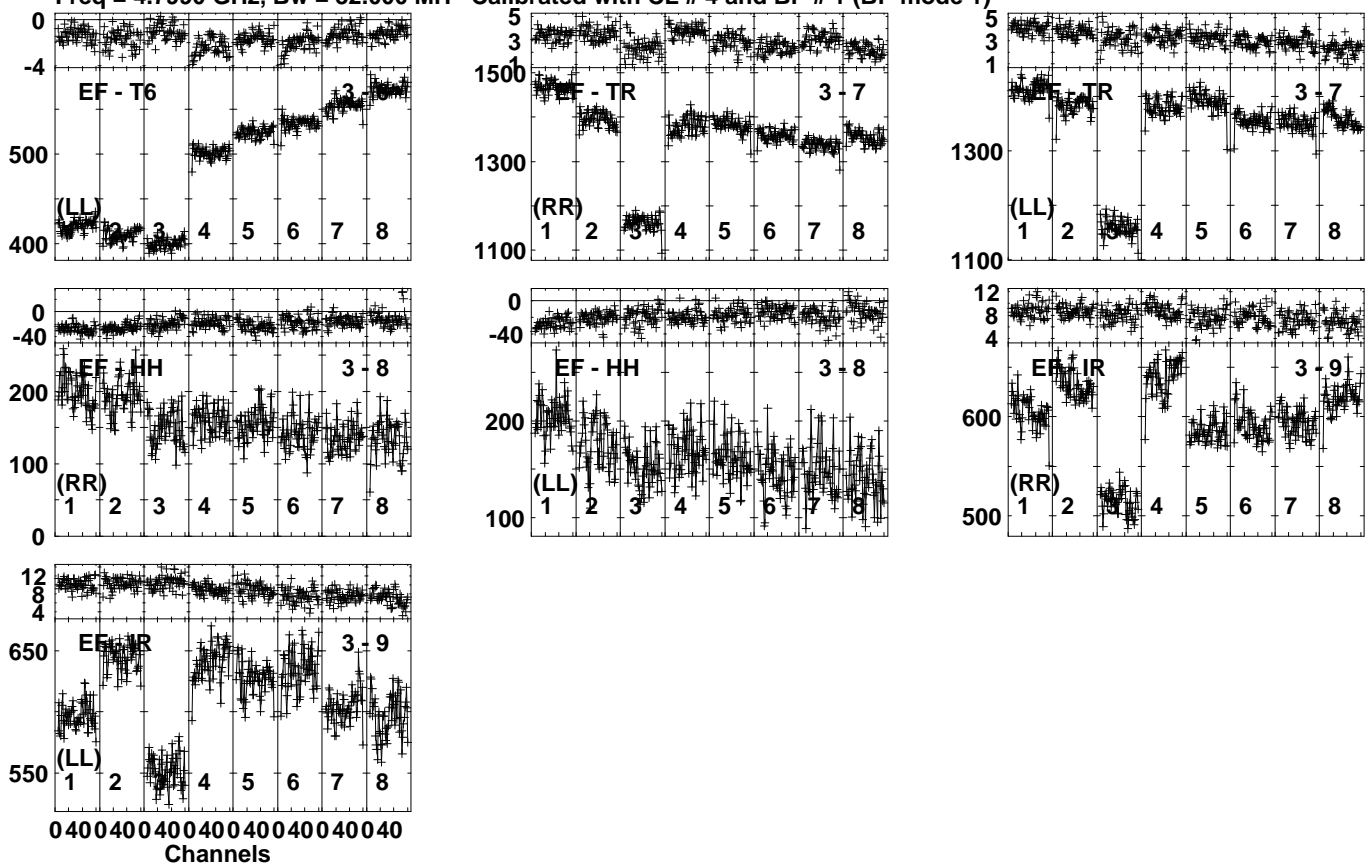 Freq = 4.7990 GHz, Bw = 32.000 MH Calibrated with CL # 4 and BP # 1 (BP mode 1)
0
-4
EF - T6 3 - 6
500
(LL)
400
1 2 3 4 5 6 7 8
5
3
1
1500
EF - TR 3 - 7
1300
(RR)
1 2 3 4 5 6 7 8
1100
5
3
1
EF - TR 3 - 7
1300
(LL)
1 2 3 4 5 6 7 8
1100
0
-40
200
EF - HH 3 - 8
100
(RR)
1 2 3 4 5 6 7 8
0
0
-40
EF - HH 3 - 8
200
(LL)
1 2 3 4 5 6 7 8
100
12
8
4
EF - IR 3 - 9
600
(RR)
1 2 3 4 5 6 7 8
500
12
8
4
EF - IR 3 - 9
650
(LL)
550
1 2 3 4 5 6 7 8
0 40 0 40 0 40 0 40 0 40 0 40 0 40 0 40
Channels